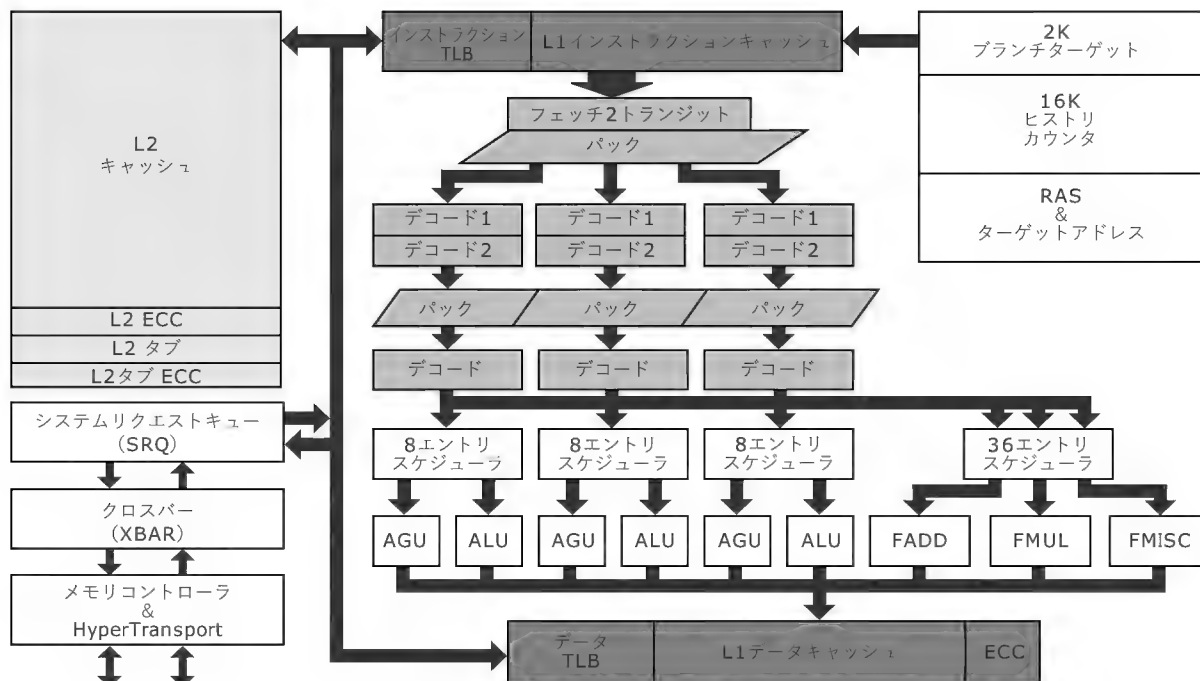 インストラクション
TLB
L1インストラクションキャッシュ
2K
ブランチターゲット
16K
ヒストリ
カウンタ
RAS
&
ターゲットアドレス
L2
キャッシュ
L2 ECC
L2 タブ
L2タブ ECC
フェッチ2トランジット
パック
デコード1
デコード1
デコード1
デコード2
デコード2
デコード2
パック
パック
パック
デコード
デコード
デコード
システムリクエストキュー
(SRQ)
クロスバー
(XBAR)
メモリコントローラ
&
HyperTransport
8エントリ
スケジューラ
8エントリ
スケジューラ
8エントリ
スケジューラ
36エントリ
スケジューラ
AGU
ALU
AGU
ALU
AGU
ALU
FADD
FMUL
FMISC
データ
TLB
L1データキャッシュ
ECC